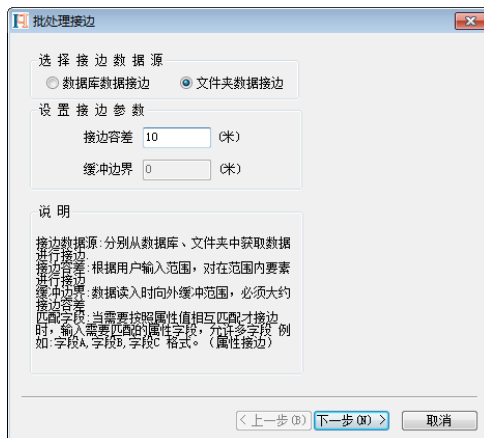 批处理接边
选 择 接 边 数 据 源
数据库数据接边 文件夹数据接边
设 置 接 边 参 数
接边容差 10 (米)
缓冲边界 0 (米)
说 明
接边数据源:分别从数据库、文件夹中获取数据
进行接边.
接边容差:根据用户输入范围，对在范围内要素
进行接边
缓冲边界:数据读入时向外缓冲范围，必须大约
接边容差
匹配字段:当需要按照属性值相互匹配才接边
时，输入需要匹配的属性字段，允许多字段 例
如:字段A,字段B,字段C 格式。（属性接边）
< 上一步(B) 下一步(N) > 取消